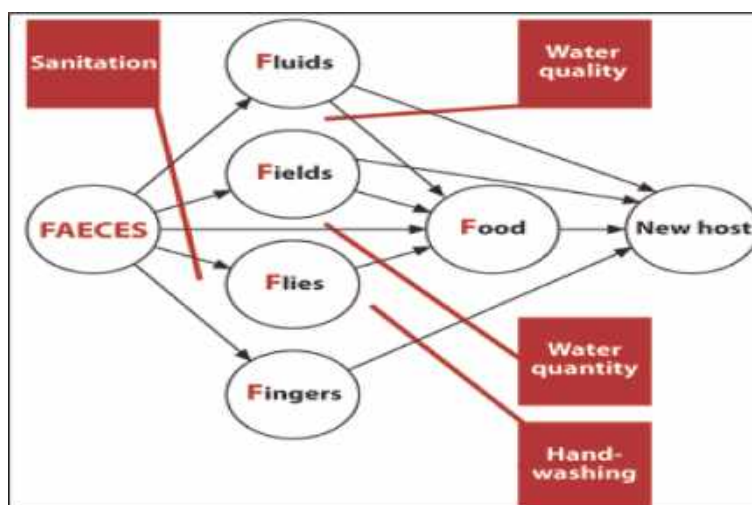 Sanitation
Fluids
Water
quality
Fields
FAECES
Food
New host
Flies
Water
quantity
Fingers
Hand-
washing